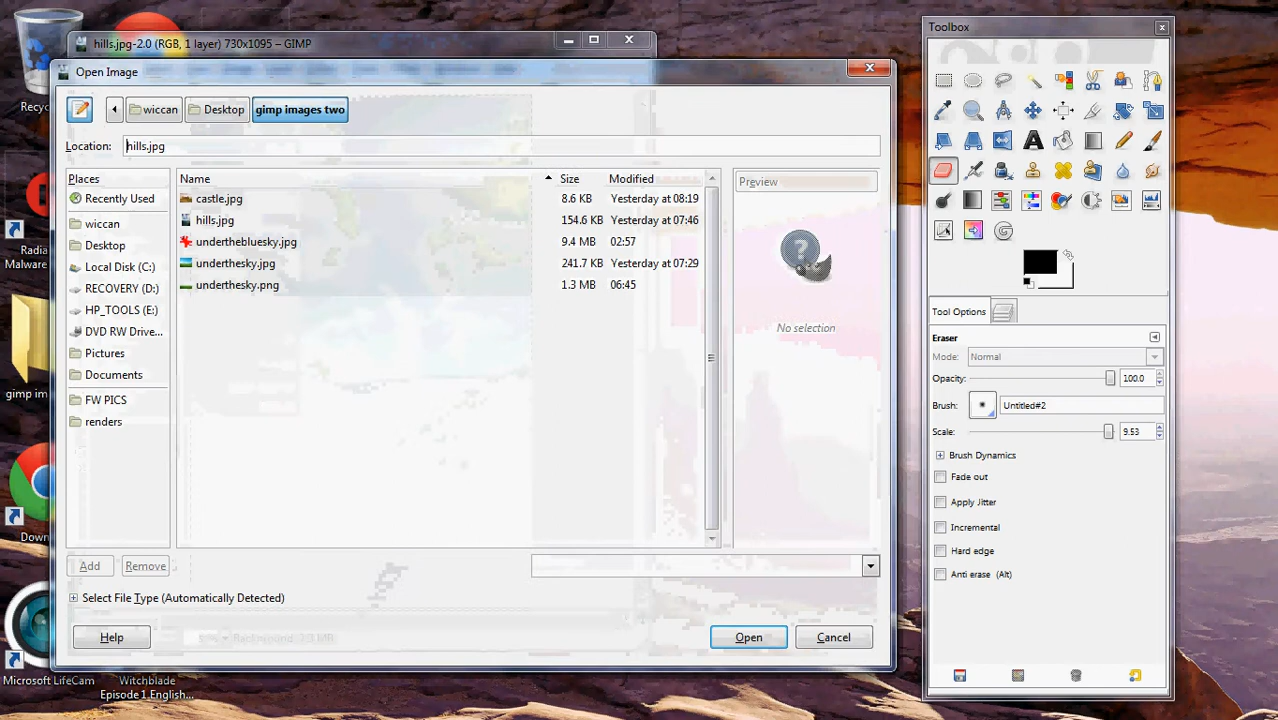 Toolbox
hills.jpg-2.0 (RGB, 1 layer) 730x1095 – GIMP
Open Image
Recyc
wiccan
Desktop
gimp images two
Location: hills.jpg
Places
Name
Size
Modified
Preview
Recently Used
wiccan
Desktop
Local Disk (C:)
RECOVERY (D:)
HP_TOOLS (E:)
DVD RW Drive...
Pictures
Documents
FW PICS
renders
castle.jpg 8.6 KB Yesterday at 08:19
hills.jpg 154.6 KB Yesterday at 07:46
underthebluesky.jpg 9.4 MB 02:57
underthesky.jpg 241.7 KB Yesterday at 07:29
underthesky.png 1.3 MB 06:45
No selection
Radia
Malware
gimp im
Down
Add
Remove
Select File Type (Automatically Detected)
Help
Background
Open
Cancel
Microsoft LifeCam
Witchblade
Episode 1 English...
Tool Options
Eraser
Mode: Normal
Opacity: 100.0
Brush: Untitled#2
Scale: 9.53
Brush Dynamics
Fade out
Apply Jitter
Incremental
Hard edge
Anti erase (Alt)